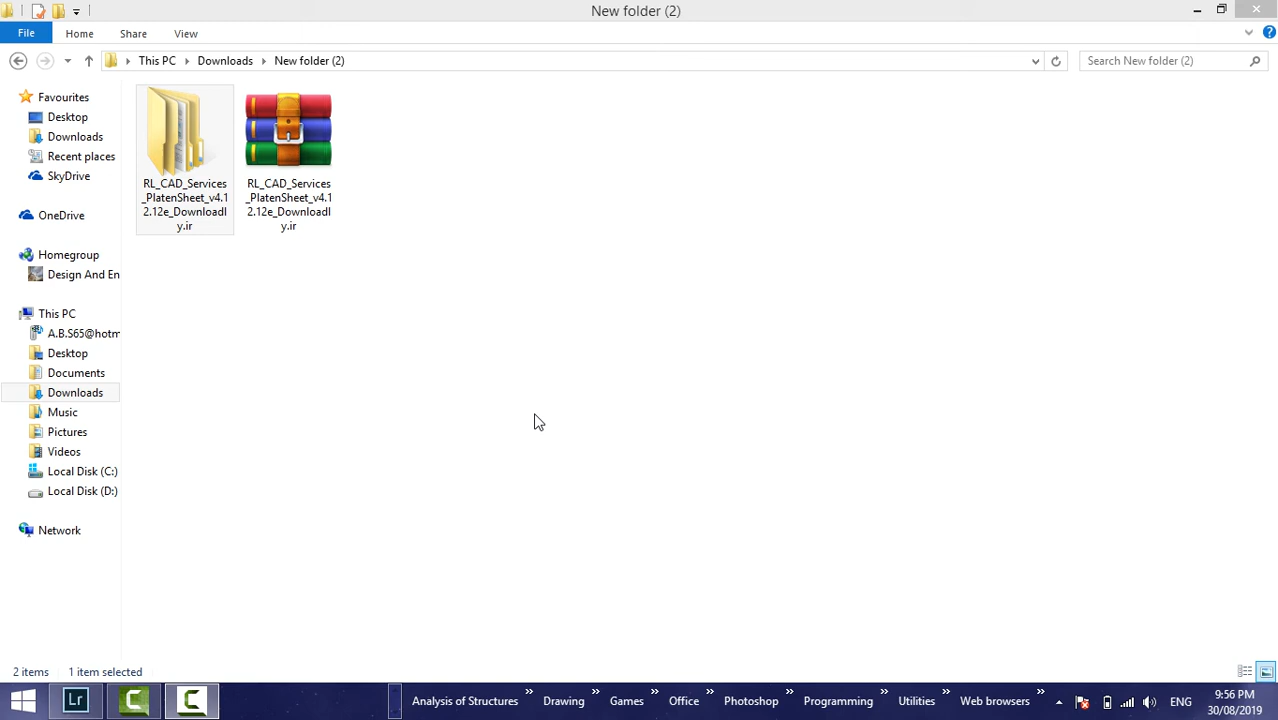 New folder (2)
File
Home
Share
View
This PC
Downloads
New folder (2)
Search New folder (2)
Favourites
Desktop
Downloads
Recent places
SkyDrive
OneDrive
Homegroup
Design And En
This PC
A.B.S65@hotm
Desktop
Documents
Downloads
Music
Pictures
Videos
Local Disk (C:)
Local Disk (D:)
Network
RL_CAD_Services
_PlatenSheet_v4.1
2.12e_Downloadl
y.ir
RL_CAD_Services
_PlatenSheet_v4.1
2.12e_Downloadl
y.ir
2 items
1 item selected
Lr
Analysis of Structures
Drawing
Games
Office
Photoshop
Programming
Utilities
Web browsers
ENG
9:56 PM
30/08/2019